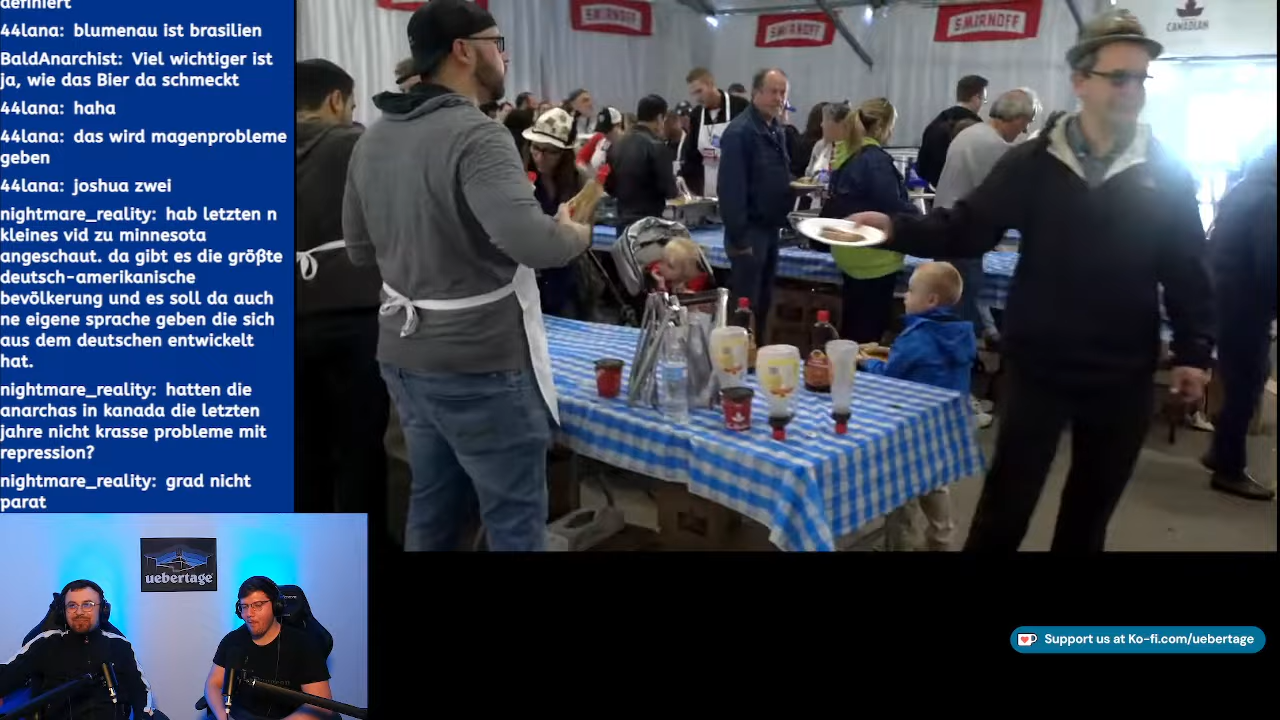 definiert
44lana: blumenau ist brasilien
BaldAnarchist: Viel wichtiger ist
ja, wie das Bier da schmeckt
44lana: haha
44lana: das wird magenprobleme
geben
44lana: joshua zwei
nightmare_reality: hab letzten n
kleines vid zu minnesota
angeschaut. da gibt es die größte
deutsch-amerikanische
bevölkerung und es soll da auch
ne eigene sprache geben die sich
aus dem deutschen entwickelt
hat.
nightmare_reality: hatten die
anarchas in kanada die letzten
jahre nicht krasse probleme mit
repression?
nightmare_reality: grad nicht
parat
SMIRNOFF
SMIRNOFF
SMIRNOFF
CANADIAN
uebertage
Support us at Ko-fi.com/uebertage